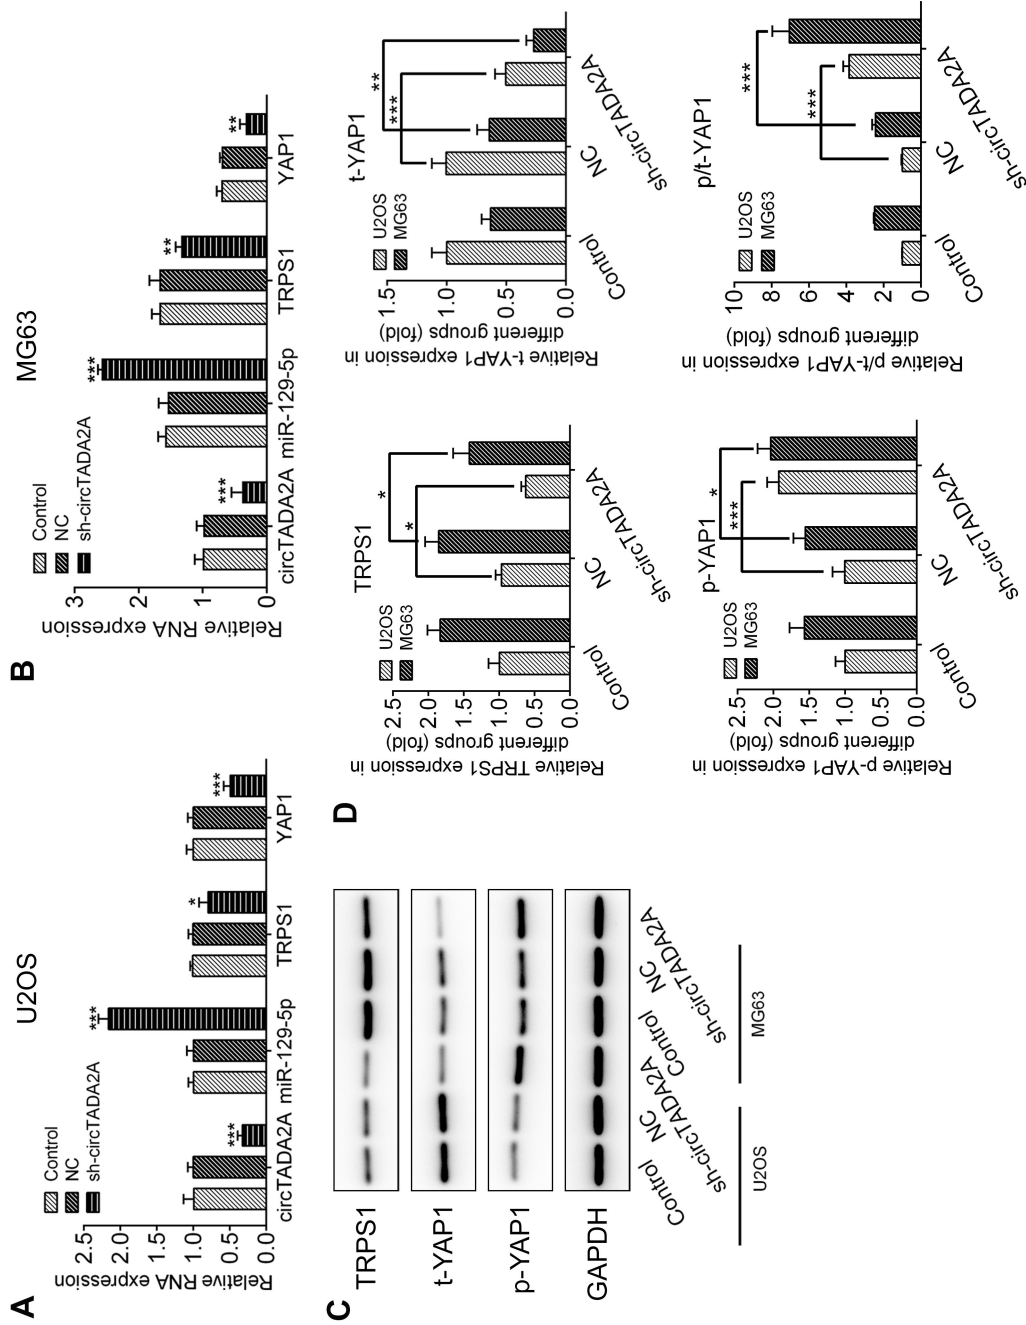 A
U2OS
Control
NC
sh-circTADA2A
Relative RNA expression
2.5
2.0
1.5
1.0
0.5
0.0
***
***
*
***
circTADA2A
miR-129-5p
TRPS1
YAP1
B
MG63
Control
NC
sh-circTADA2A
Relative RNA expression
3
2
1
0
***
***
**
**
circTADA2A
miR-129-5p
TRPS1
YAP1
C
TRPS1
t-YAP1
p-YAP1
GAPDH
Control
NC
sh-circTADA2A
Control
NC
sh-circTADA2A
U2OS
MG63
D
TRPS1
U2OS
MG63
Relative TRPS1 expression in
different groups (fold)
2.5
2.0
1.5
1.0
0.5
0.0
*
*
Control
NC
sh-circTADA2A
t-YAP1
U2OS
MG63
Relative t-YAP1 expression in
different groups (fold)
1.5
1.0
0.5
0.0
**
***
Control
NC
sh-circTADA2A
p-YAP1
U2OS
MG63
Relative p-YAP1 expression in
different groups (fold)
2.5
2.0
1.5
1.0
0.5
0.0
*
***
Control
NC
sh-circTADA2A
p/t-YAP1
U2OS
MG63
Relative p/t-YAP1 expression in
different groups (fold)
10
8
6
4
2
0
***
***
Control
NC
sh-circTADA2A